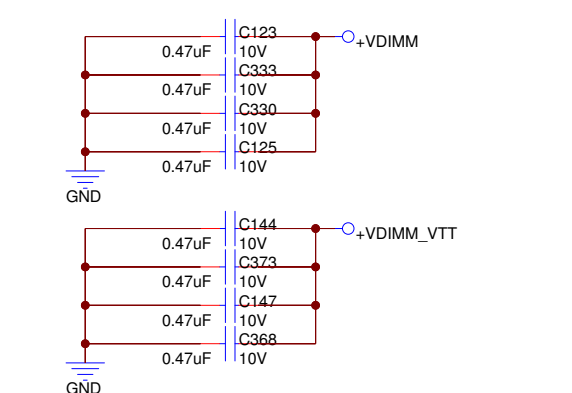 C123
+VDIMM
0.47uF 10V
C333
0.47uF 10V
C330
0.47uF 10V
C125
0.47uF 10V
GND
C144
+VDIMM_VTT
0.47uF 10V
C373
0.47uF 10V
C147
0.47uF 10V
C368
0.47uF 10V
GND